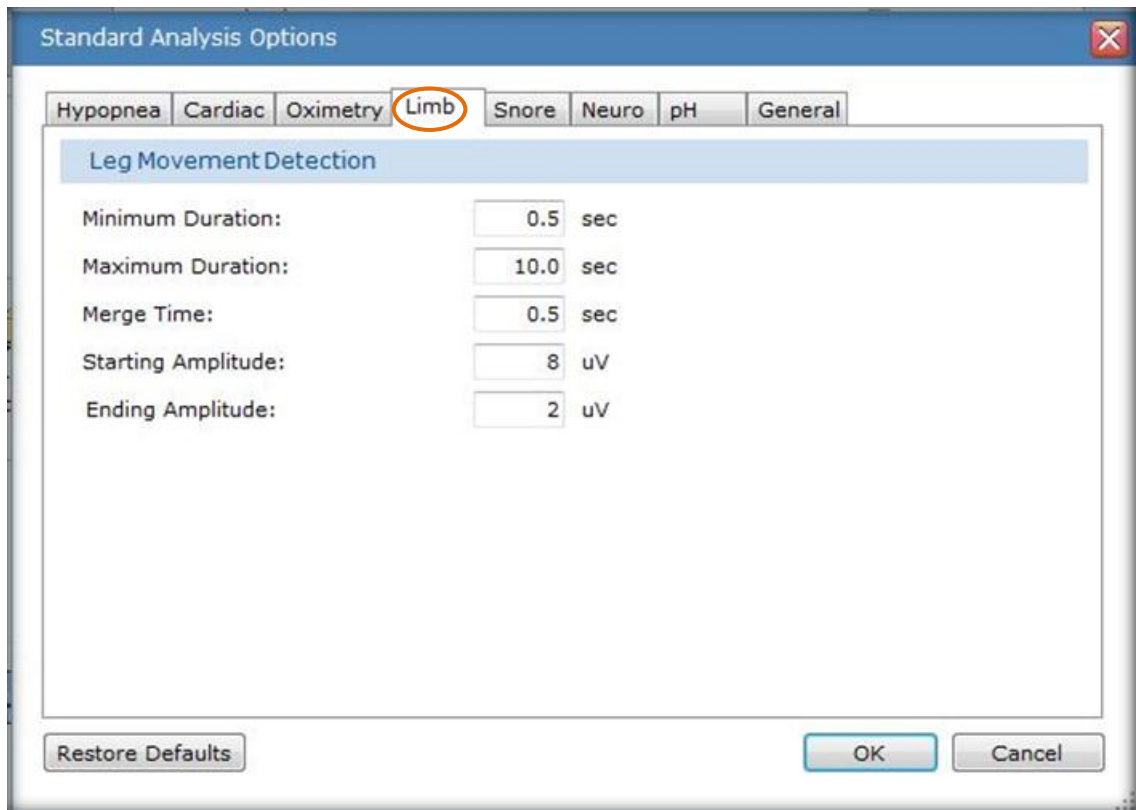 Standard Analysis Options
Hypopnea Cardiac Oximetry Limb Snore Neuro pH General
Leg Movement Detection
Minimum Duration: 0.5 sec
Maximum Duration: 10.0 sec
Merge Time: 0.5 sec
Starting Amplitude: 8 uV
Ending Amplitude: 2 uV
Restore Defaults OK Cancel